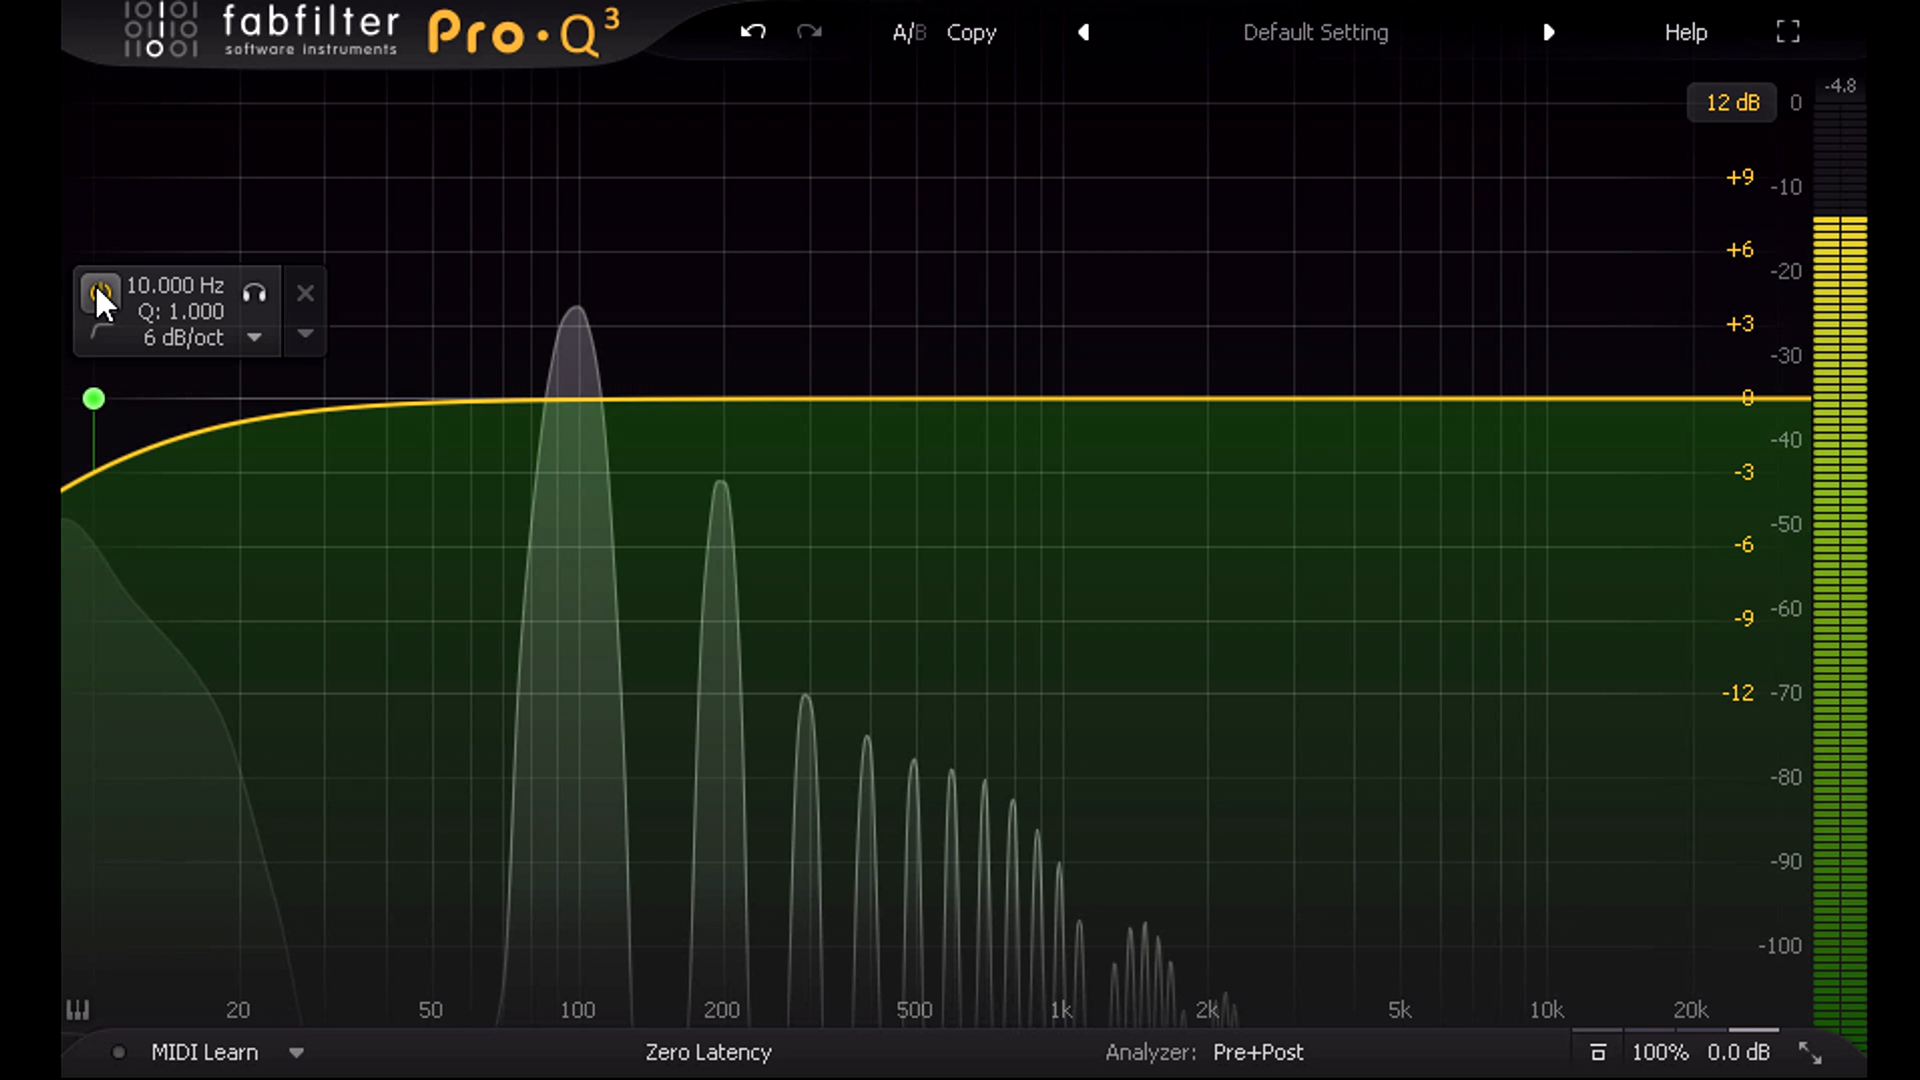 fabfilter
software instruments
Pro·Q³
A/B Copy
Default Setting
Help
-4.8
12 dB
0
+9
-10
+6
-20
+3
-30
0
-40
-3
-50
-6
-60
-9
-12
-70
-80
-90
-100
10.000 Hz
Q: 1.000
6 dB/oct
20 50 100 200 500 1k 2k 5k 10k 20k
MIDI Learn
Zero Latency
Analyzer: Pre+Post
100% 0.0 dB